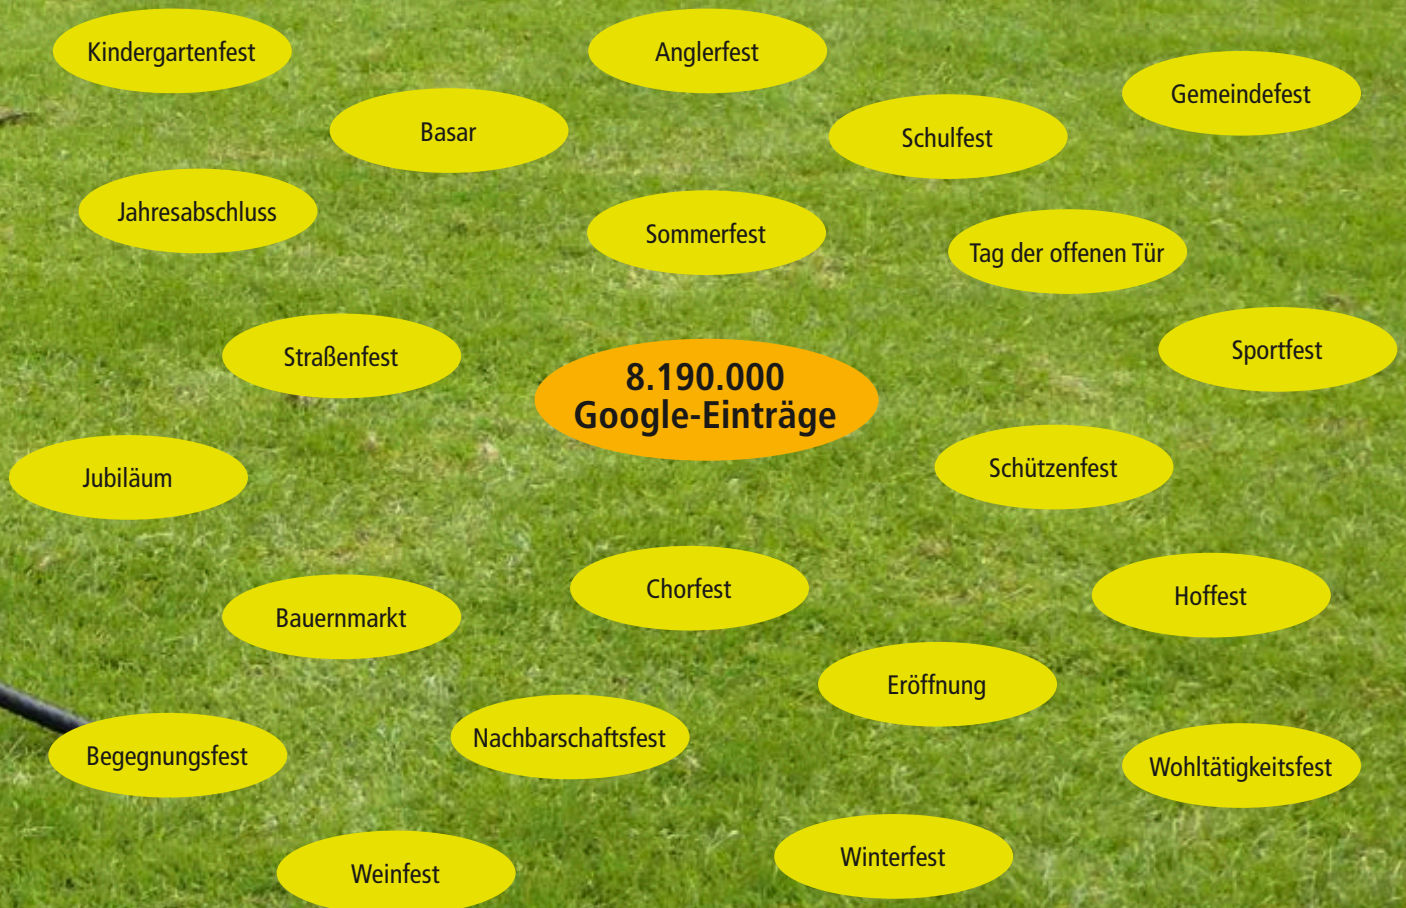 Kindergartenfest
Anglerfest
Gemeindefest
Basar
Schulfest
Jahresabschluss
Sommerfest
Tag der offenen Tür
Straßenfest
Sportfest
8.190.000
Google-Einträge
Jubiläum
Schützenfest
Chorfest
Hoffest
Bauernmarkt
Eröffnung
Nachbarschaftsfest
Begegnungsfest
Wohltätigkeitsfest
Weinfest
Winterfest